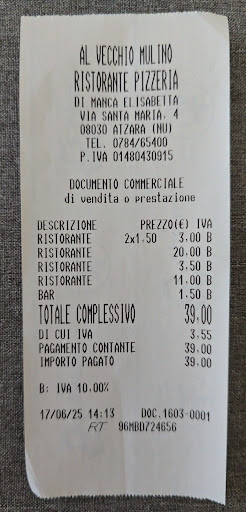 AL VECCHIO MULINO
RISTORANTE PIZZERIA
DI MANCA ELISABETTA
VIA SANTA MARIA, 4
08030 ATZARA (NU)
TEL. 0784/65400
P.IVA 01480430915
DOCUMENTO COMMERCIALE
di vendita o prestazione
DESCRIZIONE PREZZO(€) IVA
RISTORANTE 2x1,50 3,00 B
RISTORANTE 20,00 B
RISTORANTE 3,50 B
RISTORANTE 11,00 B
BAR 1,50 B
TOTALE COMPLESSIVO 39,00
DI CUI IVA 3,55
PAGAMENTO CONTANTE 39,00
IMPORTO PAGATO 39,00
B: IVA 10,00%
17/06/25 14:13 DOC.1603-0001
RT 96MBDZ24656